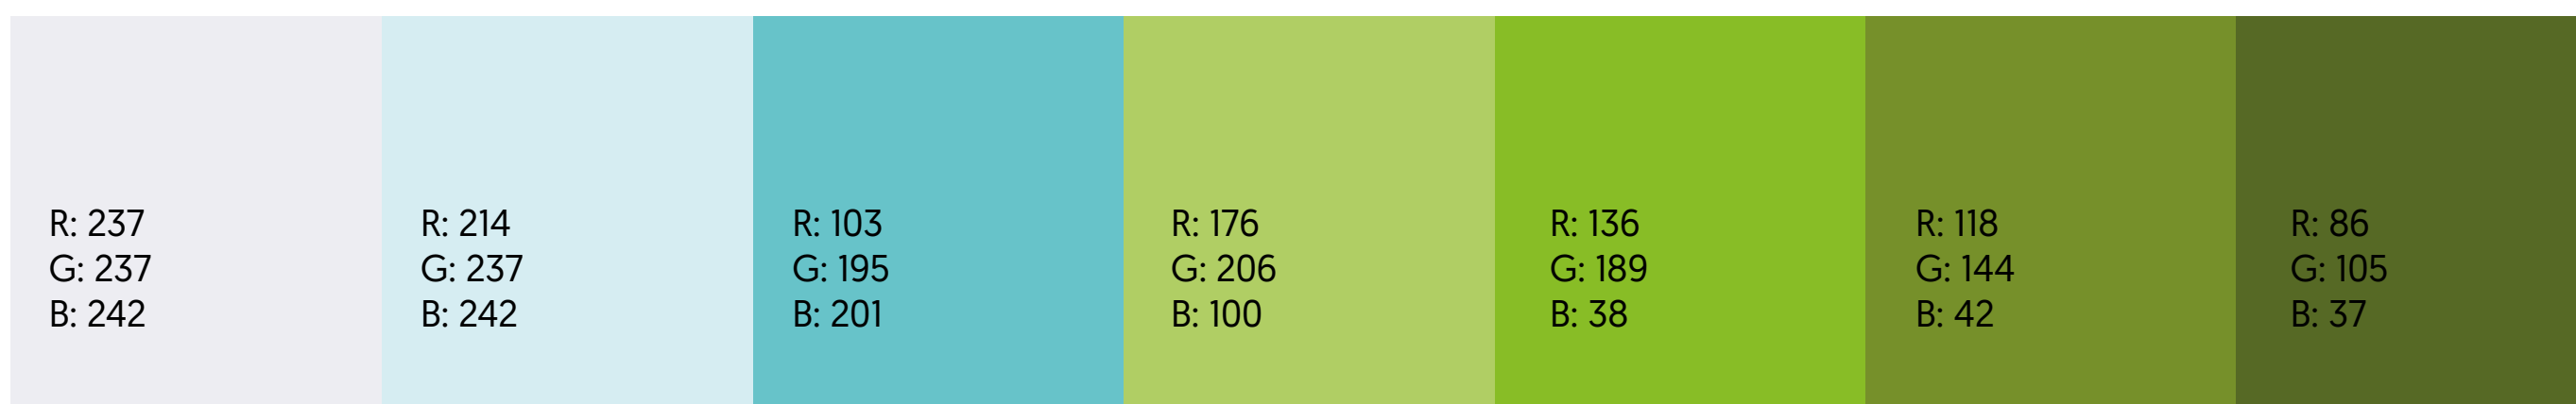 R: 237
G: 237
B: 242
R: 214
G: 237
B: 242
R: 103
G: 195
B: 201
R: 176
G: 206
B: 100
R: 136
G: 189
B: 38
R: 118
G: 144
B: 42
R: 86
G: 105
B: 37